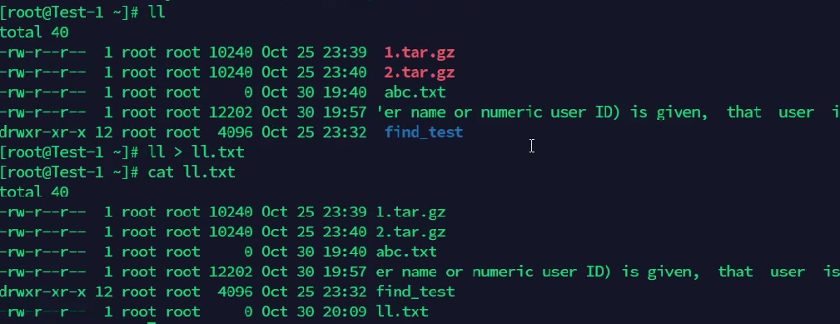 [root@Test-1 ~]# ll
total 40
-rw-r--r--  1 root root 10240 Oct 25 23:39  1.tar.gz
-rw-r--r--  1 root root 10240 Oct 25 23:40  2.tar.gz
-rw-r--r--  1 root root     0 Oct 30 19:40  abc.txt
-rw-r--r--  1 root root 12202 Oct 30 19:57 'er name or numeric user ID) is given,  that  user  i
drwxr-xr-x 12 root root  4096 Oct 25 23:32  find_test
[root@Test-1 ~]# ll > ll.txt
[root@Test-1 ~]# cat ll.txt
total 40
-rw-r--r--  1 root root 10240 Oct 25 23:39 1.tar.gz
-rw-r--r--  1 root root 10240 Oct 25 23:40 2.tar.gz
-rw-r--r--  1 root root     0 Oct 30 19:40 abc.txt
-rw-r--r--  1 root root 12202 Oct 30 19:57 er name or numeric user ID) is given,  that  user  is
drwxr-xr-x 12 root root  4096 Oct 25 23:32 find_test
-rw-r--r--  1 root root     0 Oct 30 20:09 ll.txt